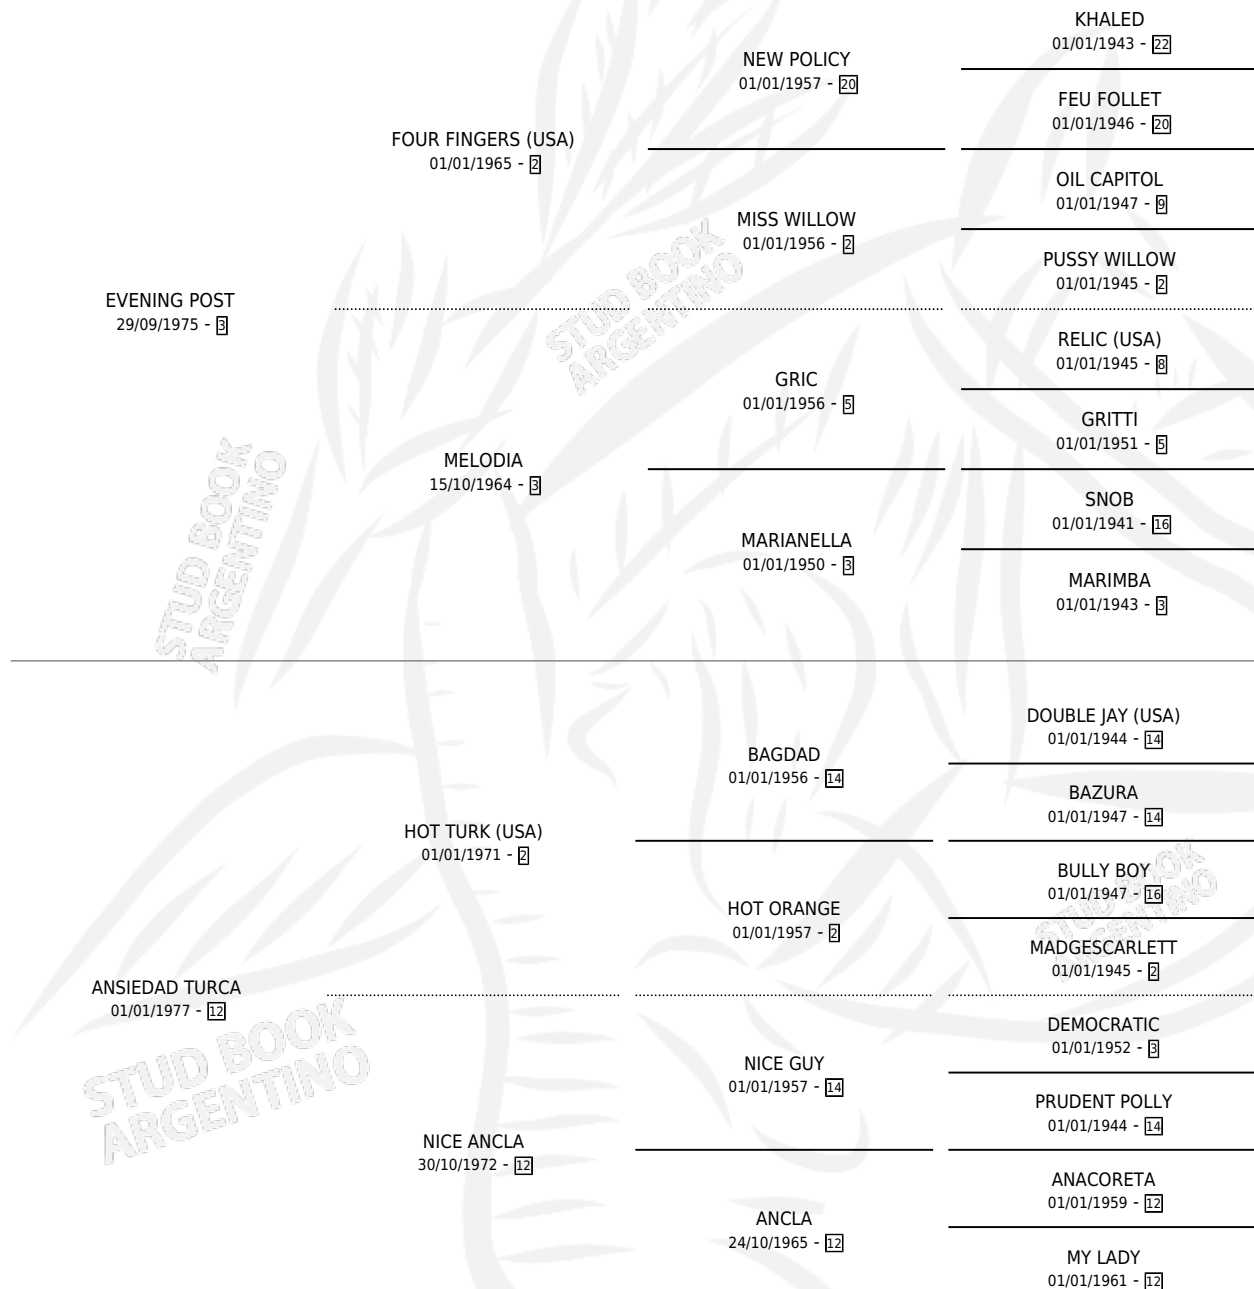 KHALED
01/01/1943 - 22
NEW POLICY
01/01/1957 - 20
FEU FOLLET
01/01/1946 - 20
FOUR FINGERS (USA)
01/01/1965 - 2
OIL CAPITOL
01/01/1947 - 9
MISS WILLOW
01/01/1956 - 2
PUSSY WILLOW
01/01/1945 - 2
EVENING POST
29/09/1975 - 3
STUD BOOK
ARGENTINO
RELIC (USA)
01/01/1945 - 8
GRIC
01/01/1956 - 5
GRITTI
01/01/1951 - 5
MELODIA
15/10/1964 - 3
SNOB
01/01/1941 - 16
MARIANELLA
01/01/1950 - 3
MARIMBA
01/01/1943 - 3
STUD BOOK
ARGENTINO
DOUBLE JAY (USA)
01/01/1944 - 14
BAGDAD
01/01/1956 - 14
BAZURA
01/01/1947 - 14
HOT TURK (USA)
01/01/1971 - 2
BULLY BOY
01/01/1947 - 16
HOT ORANGE
01/01/1957 - 2
STUD BOOK
ARGENTINO
MADGESCARLETT
01/01/1945 - 2
ANSIEDAD TURCA
01/01/1977 - 12
DEMOCRATIC
01/01/1952 - 3
NICE GUY
01/01/1957 - 14
STUD BOOK
ARGENTINO
PRUDENT POLLY
01/01/1944 - 14
NICE ANCLA
30/10/1972 - 12
ANACORETA
01/01/1959 - 12
ANCLA
24/10/1965 - 12
MY LADY
01/01/1961 - 12